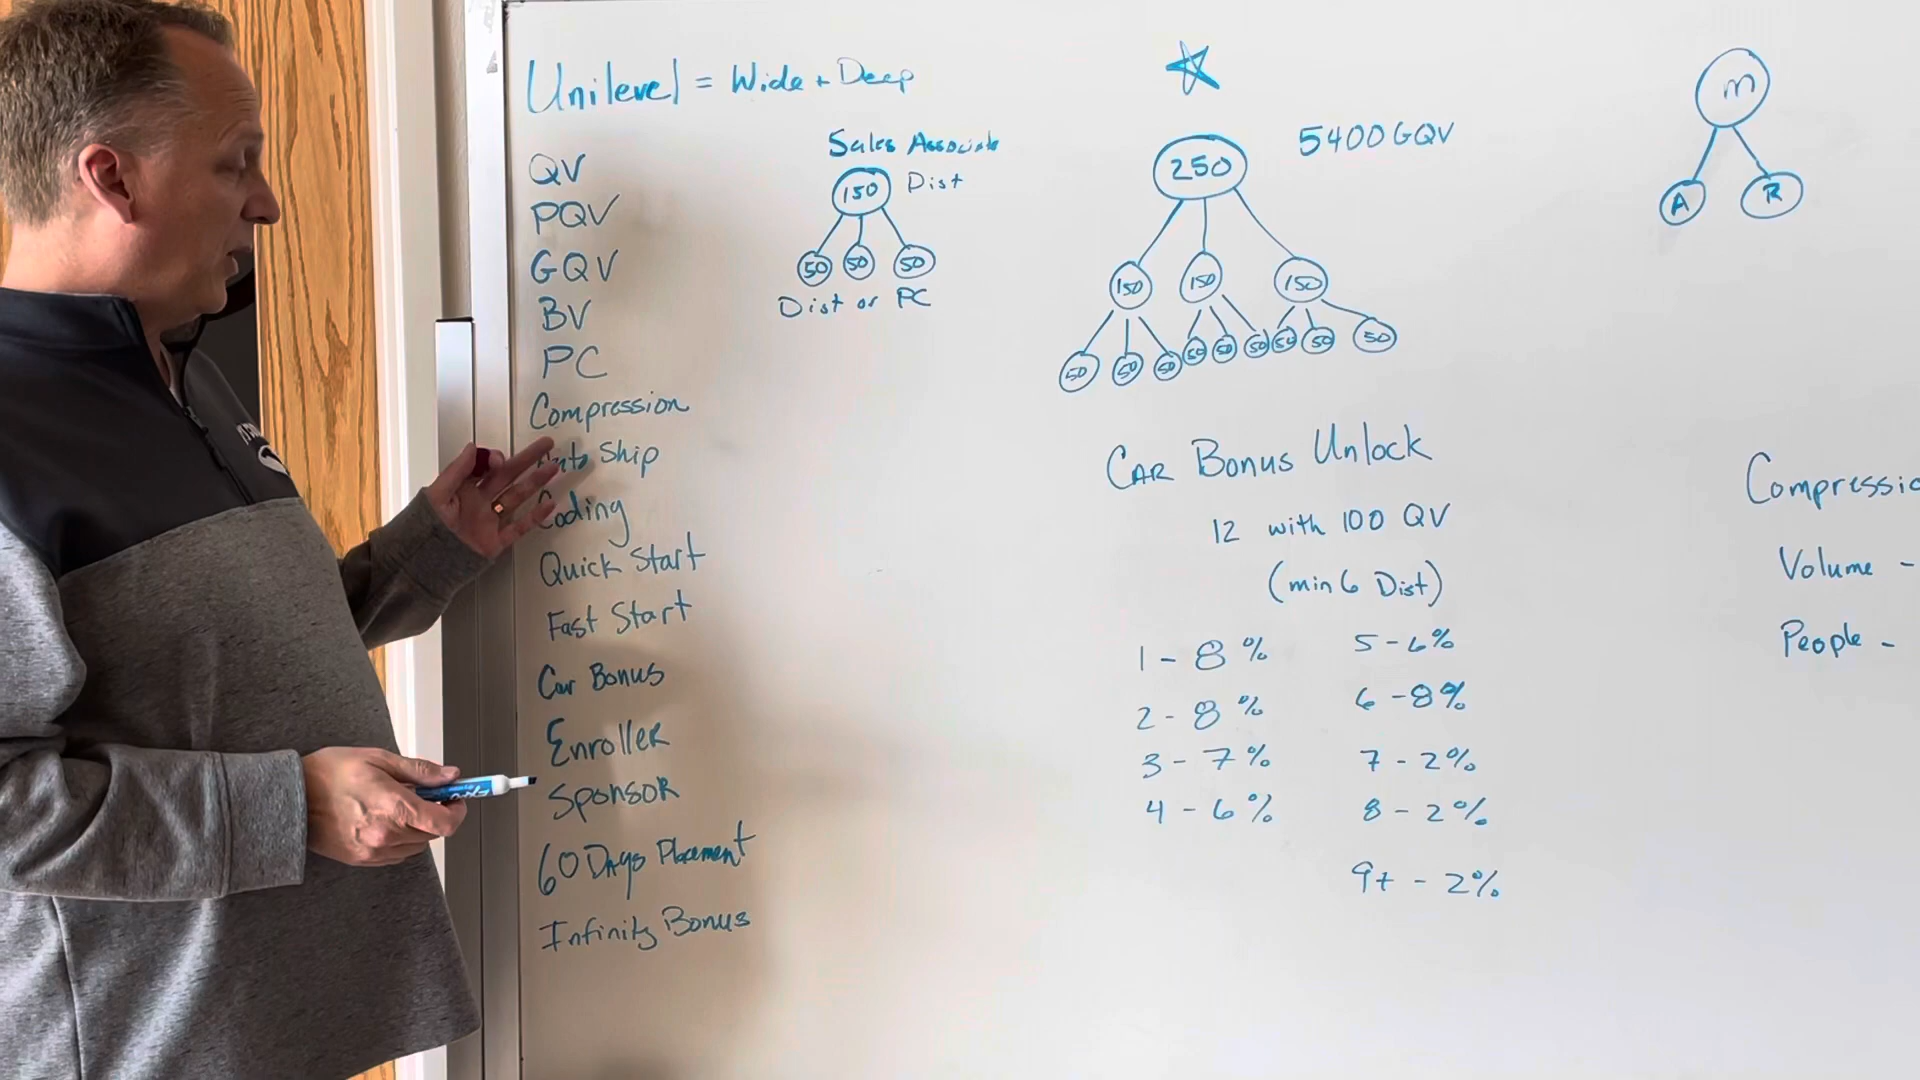 Unilevel = Wide + Deep
QV
PQV
GQV
BV
PC
Compression
Auto Ship
Coding
Quick Start
Fast Start
Car Bonus
Enroller
Sponsor
60 Days Placement
Infinity Bonus
Sales Associate
150 Dist
50 50 50
Dist or PC
250
5400 GQV
150 150 150
50 50 50 50 50 50 50 50 50
CAR Bonus Unlock
12 with 100 QV
(min 6 Dist)
1 - 8%
2 - 8%
3 - 7%
4 - 6%
5 - 6%
6 - 8%
7 - 2%
8 - 2%
9+ - 2%
m
A R
Compressio
Volume -
People -